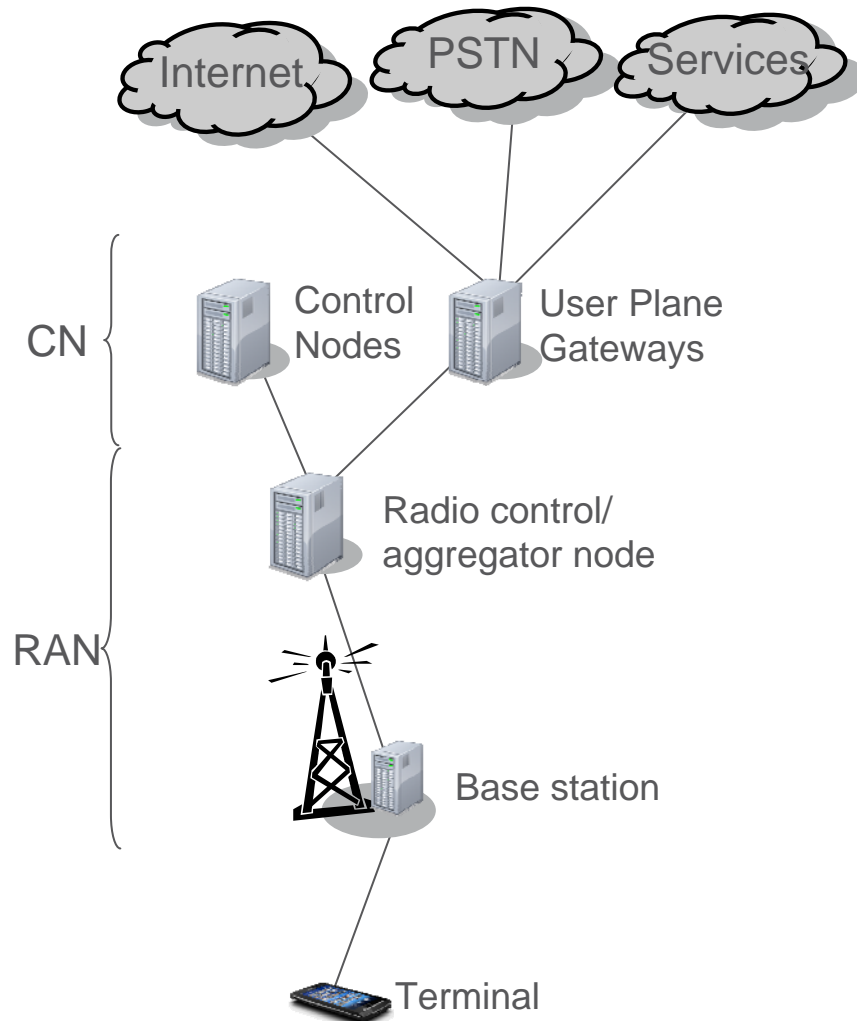 Internet
PSTN
Services
CN
Control
Nodes
User Plane
Gateways
RAN
Radio control/
aggregator node
Base station
Terminal